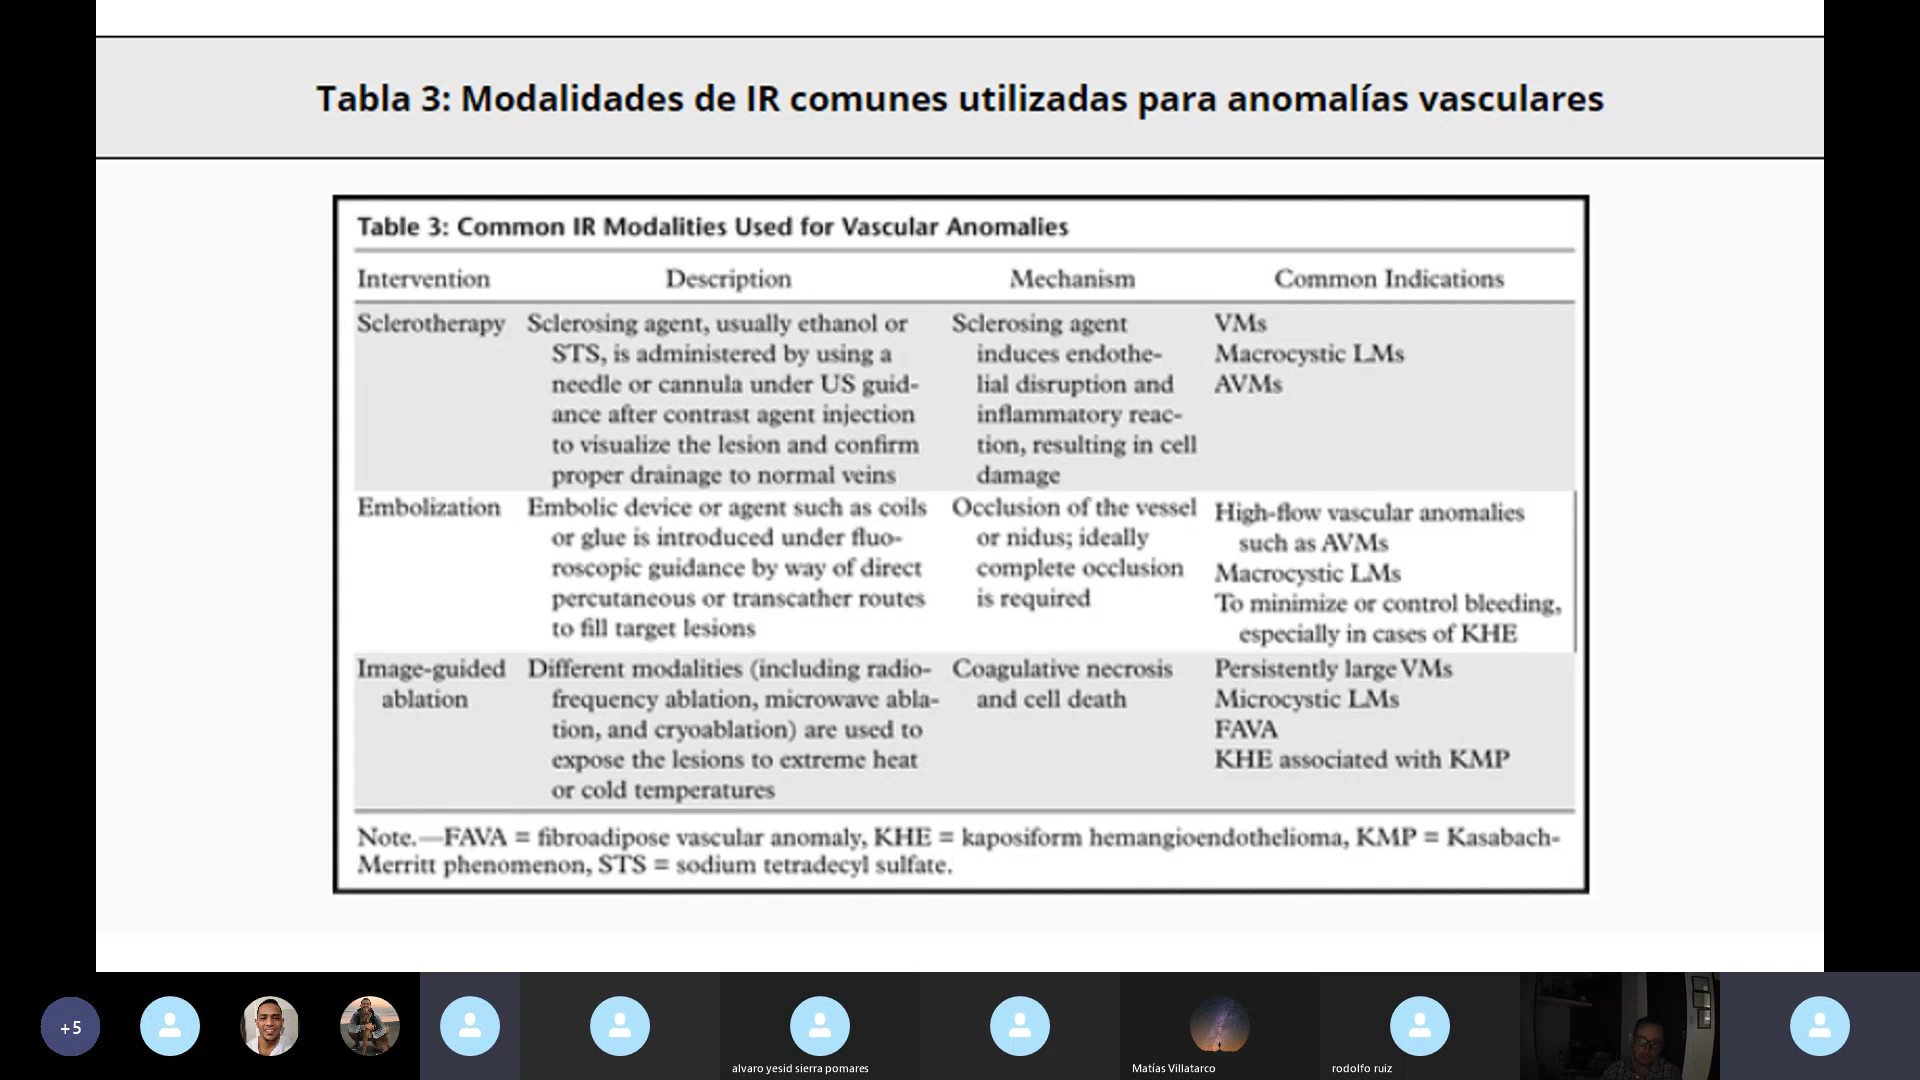 Tabla 3: Modalidades de IR comunes utilizadas para anomalías vasculares
Table 3: Common IR Modalities Used for Vascular Anomalies
Intervention Description Mechanism Common Indications
Sclerotherapy
Sclerosing agent, usually ethanol or
STS, is administered by using a
needle or cannula under US guid-
ance after contrast agent injection
to visualize the lesion and confirm
proper drainage to normal veins
Sclerosing agent
induces endothe-
lial disruption and
inflammatory reac-
tion, resulting in cell
damage
VMs
Macrocystic LMs
AVMs
Embolization
Embolic device or agent such as coils
or glue is introduced under fluo-
roscopic guidance by way of direct
percutaneous or transcather routes
to fill target lesions
Occlusion of the vessel
or nidus; ideally
complete occlusion
is required
High-flow vascular anomalies
such as AVMs
Macrocystic LMs
To minimize or control bleeding,
especially in cases of KHE
Image-guided
ablation
Different modalities (including radio-
frequency ablation, microwave abla-
tion, and cryoablation) are used to
expose the lesions to extreme heat
or cold temperatures
Coagulative necrosis
and cell death
Persistently large VMs
Microcystic LMs
FAVA
KHE associated with KMP
Note.—FAVA = fibroadipose vascular anomaly, KHE = kaposiform hemangioendothelioma, KMP = Kasabach-
Merritt phenomenon, STS = sodium tetradecyl sulfate.
+5
alvaro yesid sierra pomares
Matías Villatarco
rodolfo ruiz